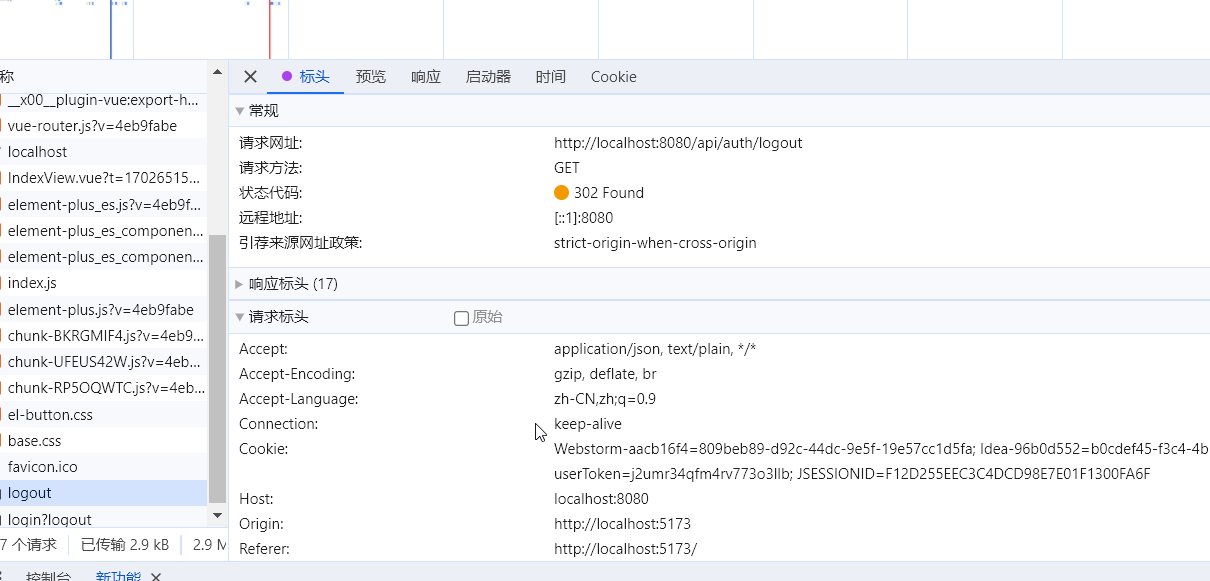 称
__x00__plugin-vue:export-h...
vue-router.js?v=4eb9fabe
localhost
IndexView.vue?t=17026515...
element-plus_es.js?v=4eb9f...
element-plus_es_componen...
element-plus_es_componen...
index.js
element-plus.js?v=4eb9fabe
chunk-BKRGMIF4.js?v=4eb9...
chunk-UFEUS42W.js?v=4eb...
chunk-RP5OQWTC.js?v=4eb...
el-button.css
base.css
favicon.ico
logout
login?logout
7 个请求 已传输 2.9 kB 2.9 M
标头 预览 响应 启动器 时间 Cookie
常规
请求网址: http://localhost:8080/api/auth/logout
请求方法: GET
状态代码: 302 Found
远程地址: [::1]:8080
引荐来源网址政策: strict-origin-when-cross-origin
响应标头 (17)
请求标头 原始
Accept: application/json, text/plain, */*
Accept-Encoding: gzip, deflate, br
Accept-Language: zh-CN,zh;q=0.9
Connection: keep-alive
Cookie: Webstorm-aacb16f4=809beb89-d92c-44dc-9e5f-19e57cc1d5fa; Idea-96b0d552=b0cdef45-f3c4-4b
userToken=j2umr34qfm4rv773o3llb; JSESSIONID=F12D255EEC3C4DCD98E7E01F1300FA6F
Host: localhost:8080
Origin: http://localhost:5173
Referer: http://localhost:5173/
控制台 新功能